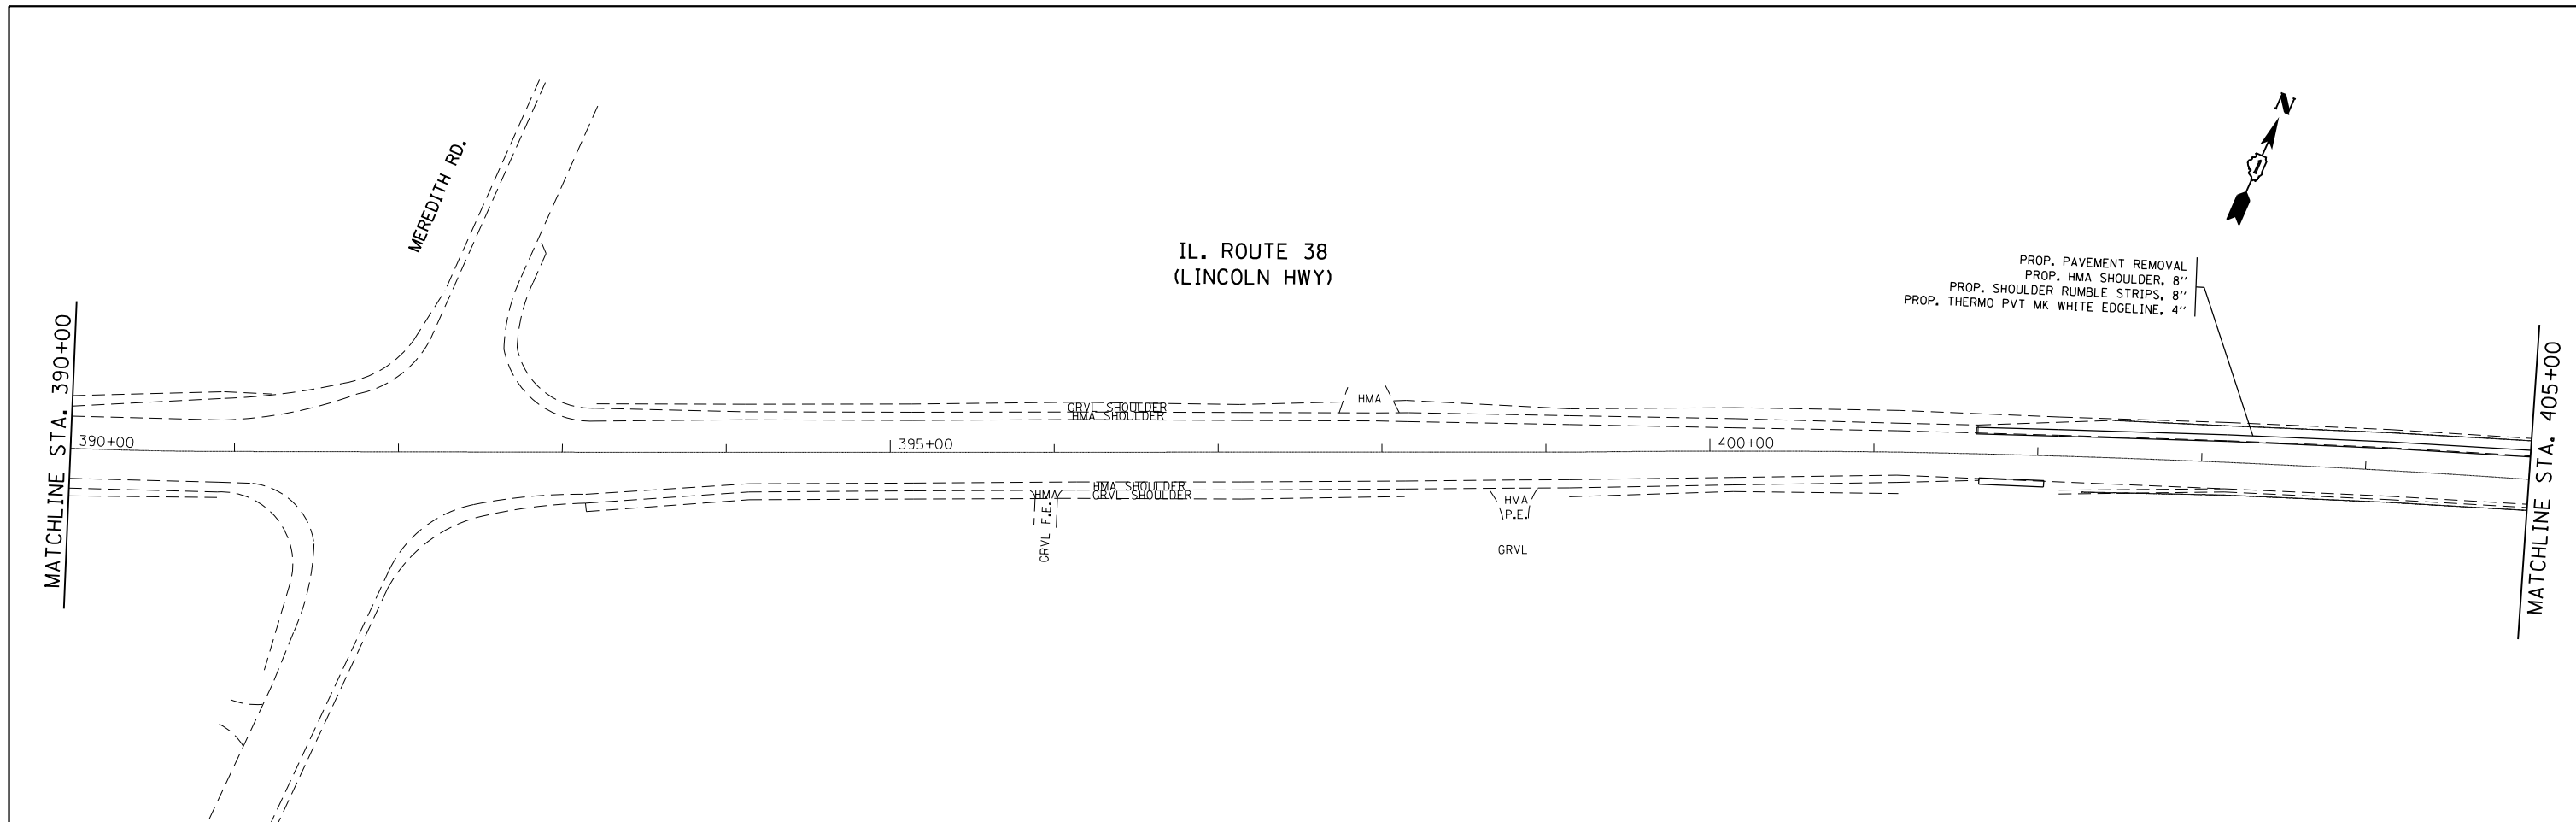 N
1
MEREDITH RD.
IL. ROUTE 38
(LINCOLN HWY)
PROP. PAVEMENT REMOVAL
PROP. HMA SHOULDER, 8''
PROP. SHOULDER RUMBLE STRIPS, 8''
PROP. THERMO PVT MK WHITE EDGELINE, 4''
MATCHLINE STA. 390+00
MATCHLINE STA. 405+00
HMA
GRVL SHOULDER
HMA SHOULDER
390+00
395+00
400+00
HMA SHOULDER
GRVL SHOULDER
HMA
GRVL F.E.
HMA
P.E.
GRVL